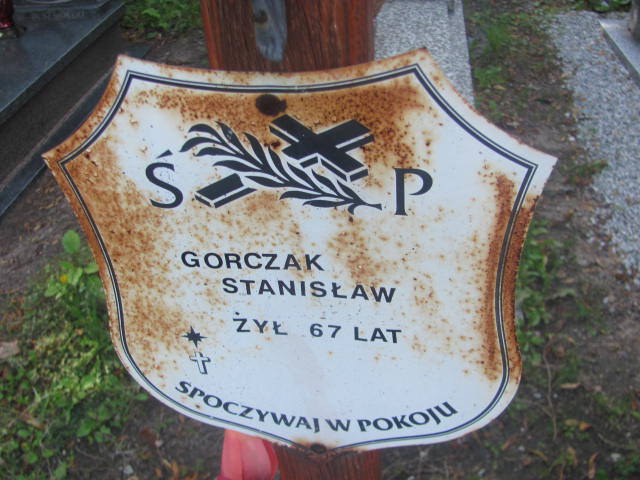 Ś P
GORCZAK
STANISŁAW
ŻYŁ 67 LAT
SPOCZYWAJ W POKOJU